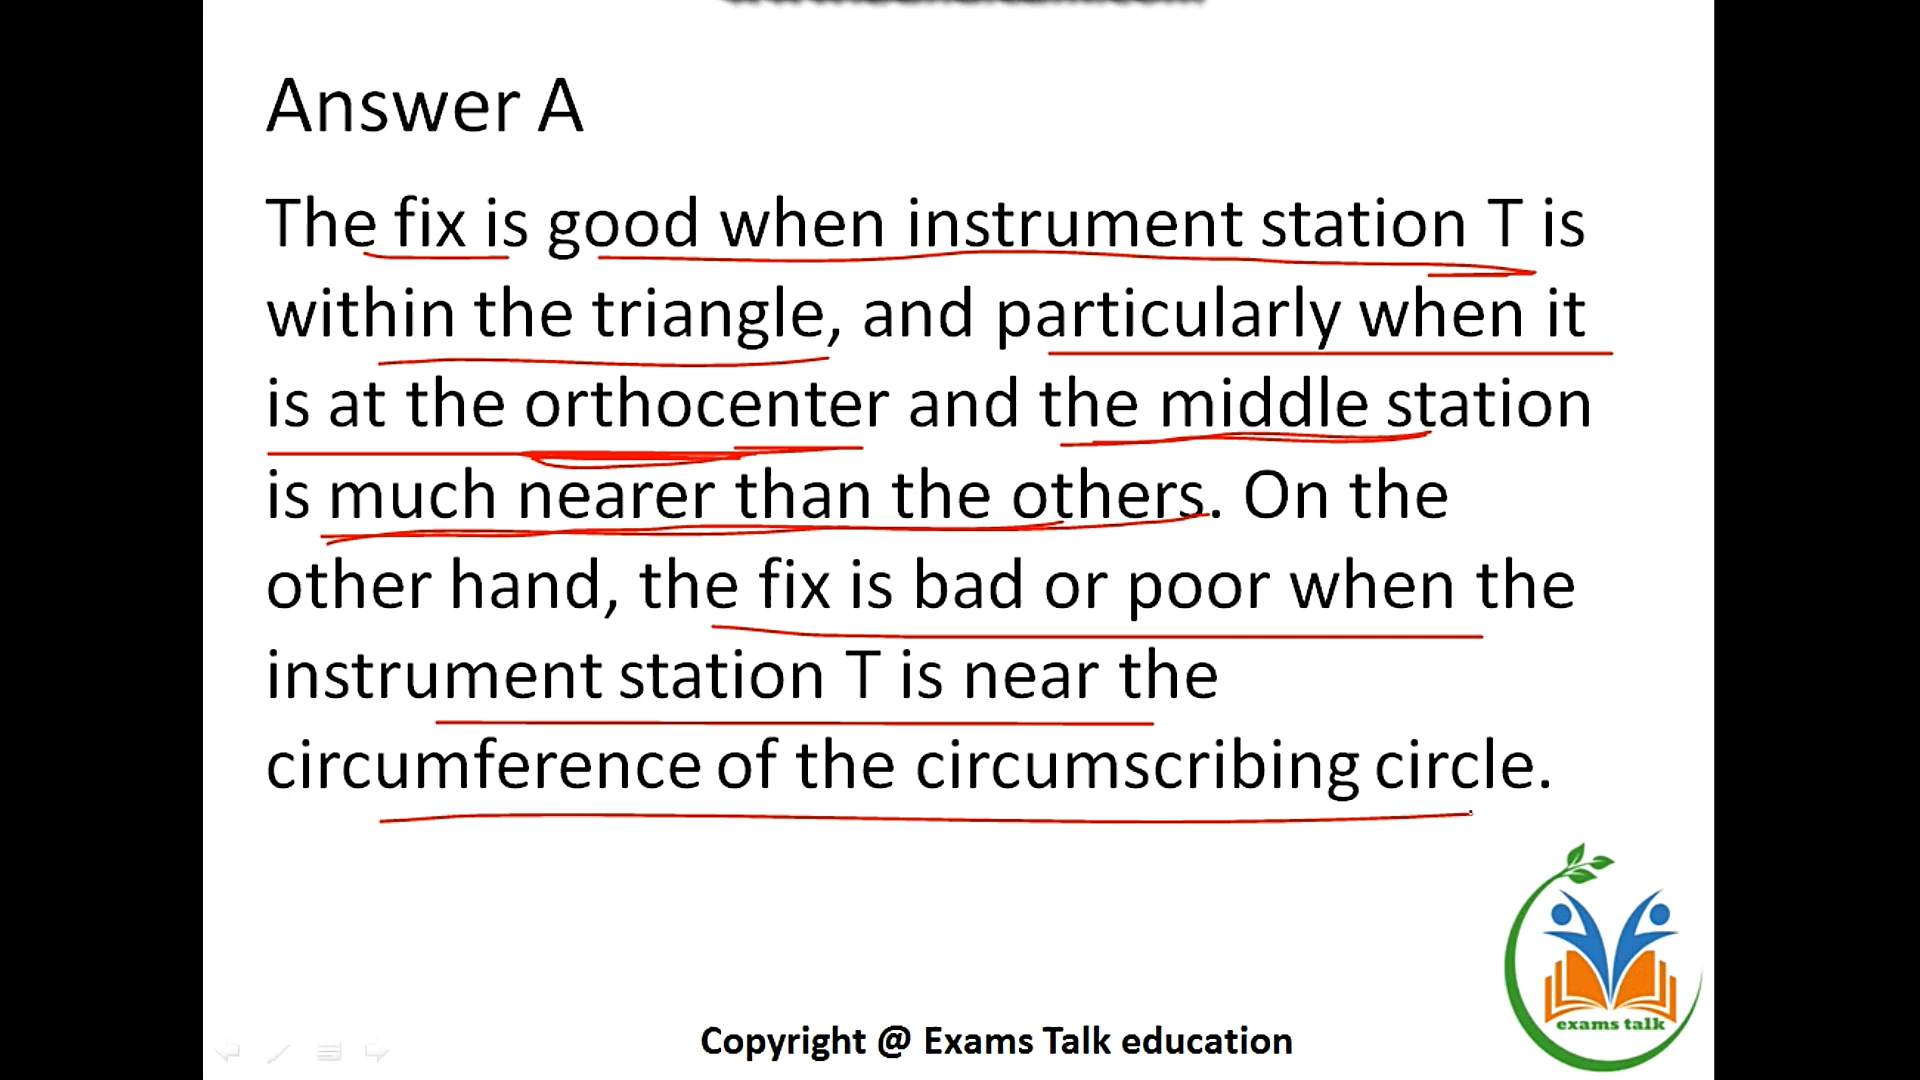 Answer A
The fix is good when instrument station T is
within the triangle, and particularly when it
is at the orthocenter and the middle station
is much nearer than the others. On the
other hand, the fix is bad or poor when the
instrument station T is near the
circumference of the circumscribing circle.
exams talk
Copyright @ Exams Talk education